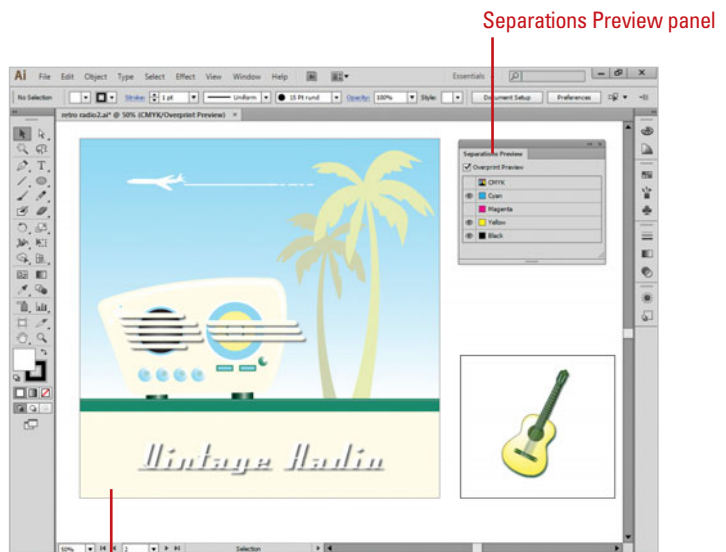 Separations Preview panel
Ai File Edit Object Type Select Effect View Window Help Br Essentials
No Selection Stroke: 1 pt Uniform 15 Pt rund Opacity: 100% Style: Document Setup Preferences
retro radio2.ai* @ 50% (CMYK/Overprint Preview) ×
Separations Preview
Overprint Preview
CMYK
Cyan
Magenta
Yellow
Black
Vintage Radio
50% 2 Selection